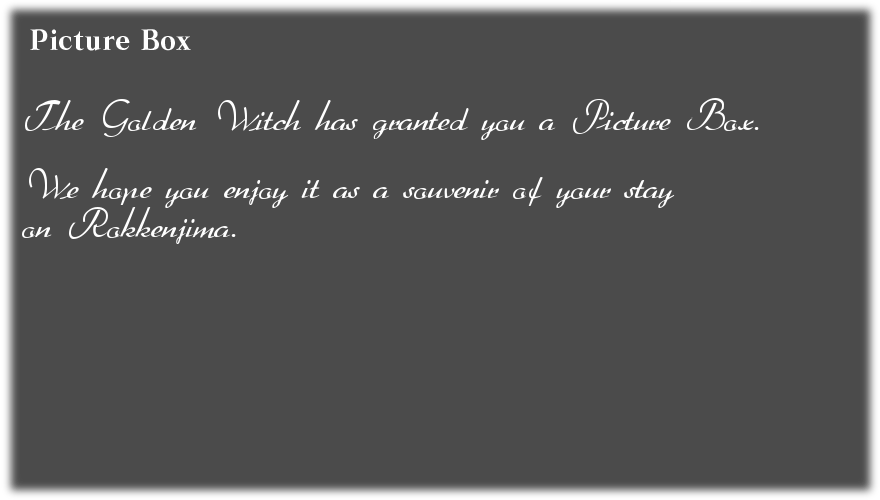 Picture Box
The Golden Witch has granted you a Picture Box.
We hope you enjoy it as a souvenir of your stay
on Rokkenjima.